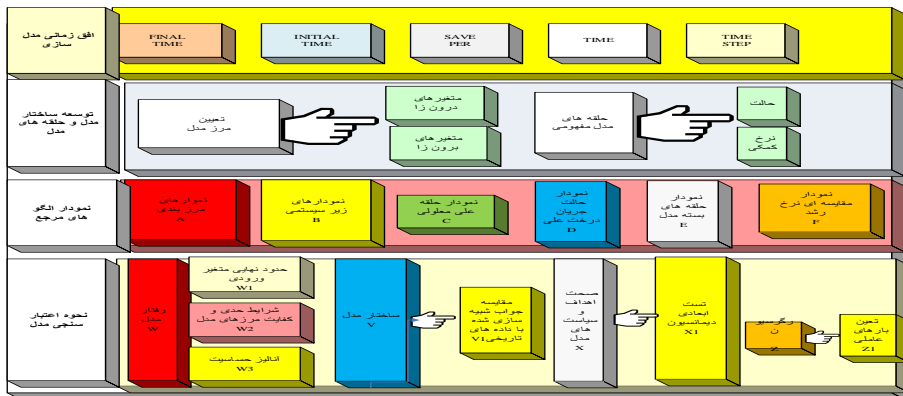 افق زمانی مدل
سازی
FINAL
TIME
INITIAL
TIME
SAVE
PER
TIME
TIME
STEP
توسعه ساختار
مدل و حلقه های
مدل
تعیین
مرز مدل
متغیرهای
درون زا
متغیرهای
برون زا
حلقه های
مدل مفهومی
حالت
نرخ
کمکی
نمودار الگو
های مرجع
نموارهای
مرز بندی
A
نمودارهای
زیر سیستمی
B
نمودار حلقه
علی معلولی
C
نمودار
حالت
جریان
درخت علی
D
نمودار
حلقه های
بسته مدل
E
نمودار
مقایسه ای نرخ
رشد
F
نحوه اعتبار
سنجی مدل
رفتار
مدل
W
حدود نهایی متغیر
ورودی
W1
شرایط حدی و
کفایت مرزهای مدل
W2
آنالیز حساسیت
W3
ساختار مدل
V
مقایسه
جواب شبیه
سازی شده
با داده های
تاریخی V1
صحت
و
اهداف
سیاست
مدل
های
X
تست
ابعادی
دیمانسیون
X1
رگرسیو
ن
Z
تعین
بارهای
عاملی
Z1